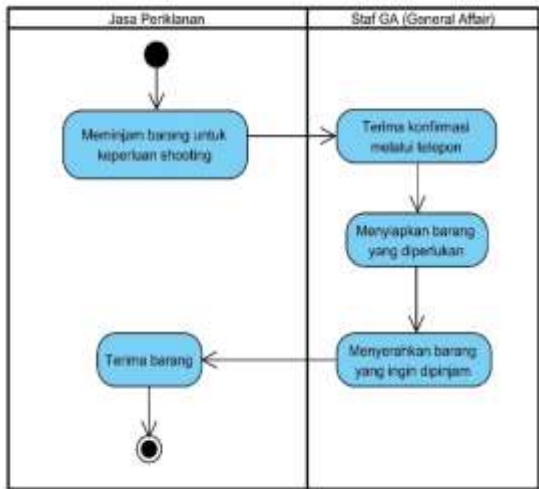 Jasa Periklanan
Staf GA (General Affair)
Meminjam barang untuk
keperluan shooting
Terima konfirmasi
melalui telepon
Menyiapkan barang
yang diperlukan
Menyerahkan barang
yang ingin dipinjam
Terima barang